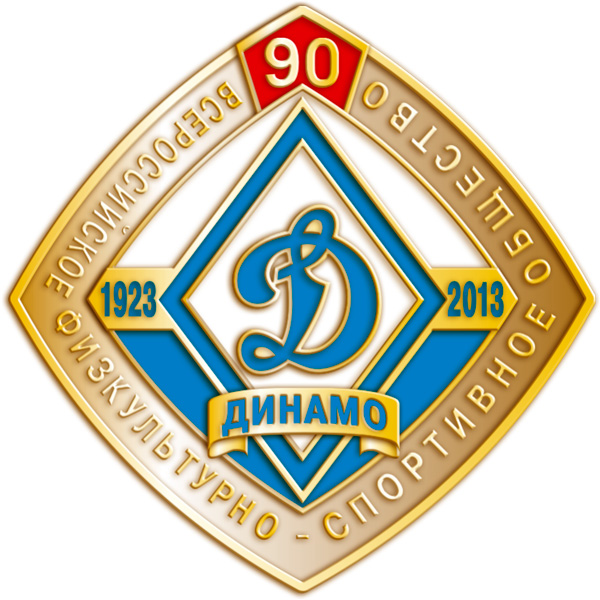 90
ВСЕРОССИЙСКОЕ ФИЗКУЛЬТУРНО - СПОРТИВНОЕ ОБЩЕСТВО
Д
1923
2013
ДИНАМО